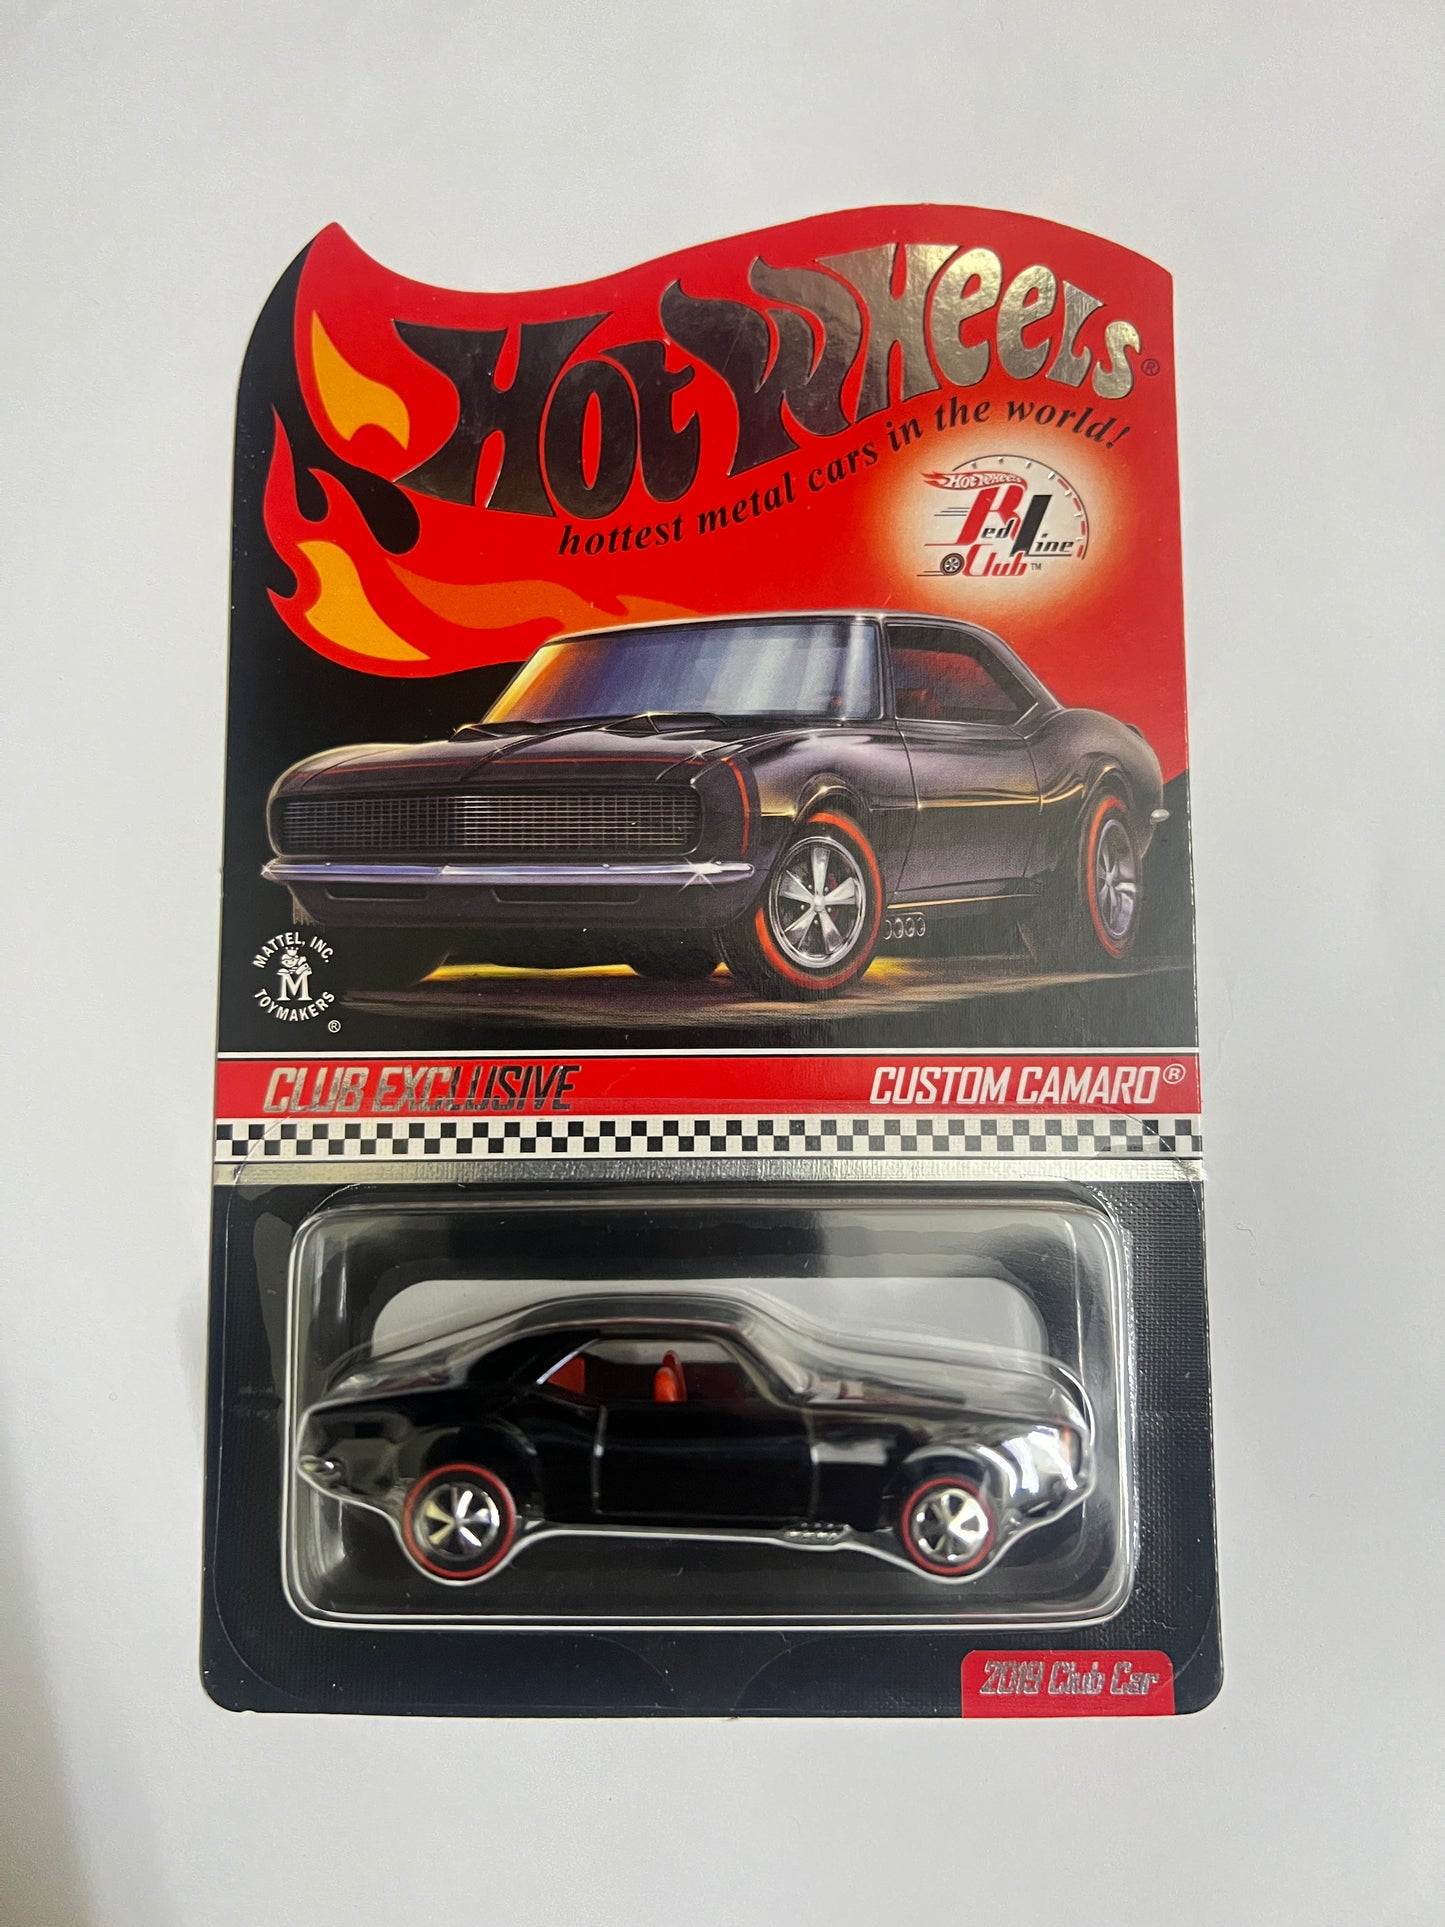 Hot Wheels®
hottest metal cars in the world!
Hot Wheels
Red Line
Club™
MATTEL, INC.
M
TOYMAKERS
®
CLUB EXCLUSIVE
CUSTOM CAMARO®
2019 Club Car